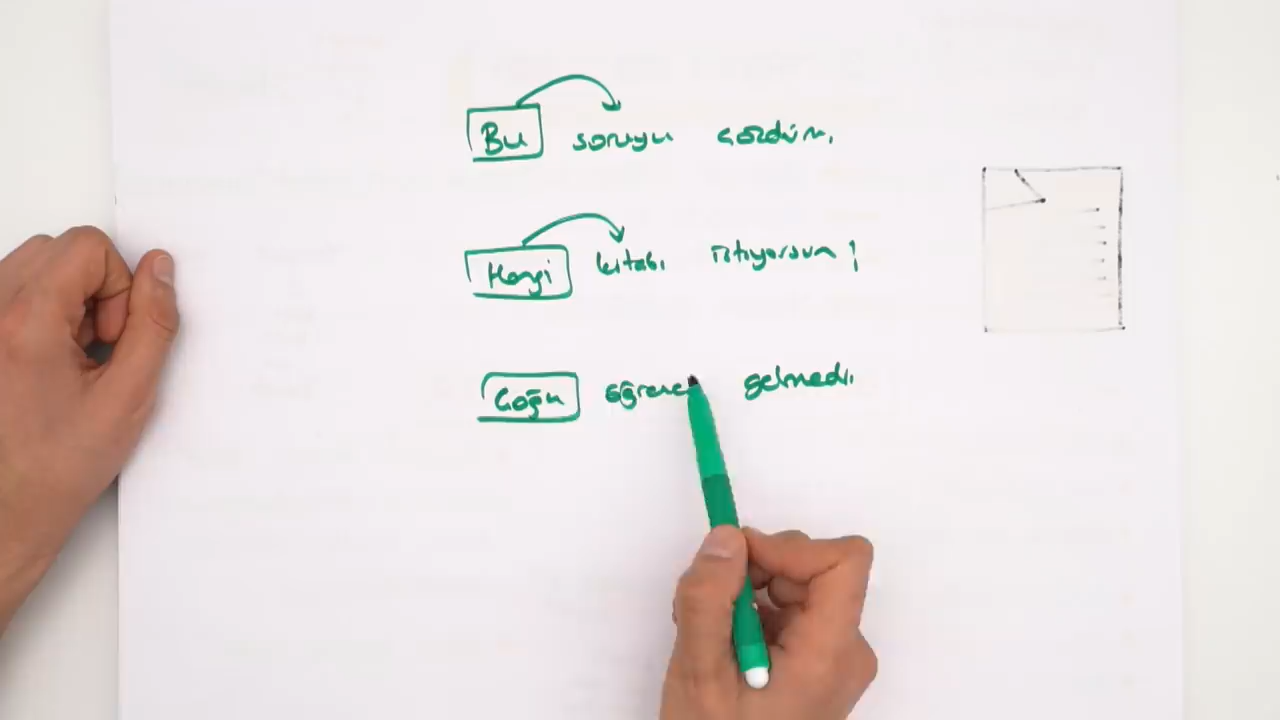 Bu soruyu çözdüm.
Hangi kitabı istiyorsun ?
Çoğu öğrenci gelmedi.